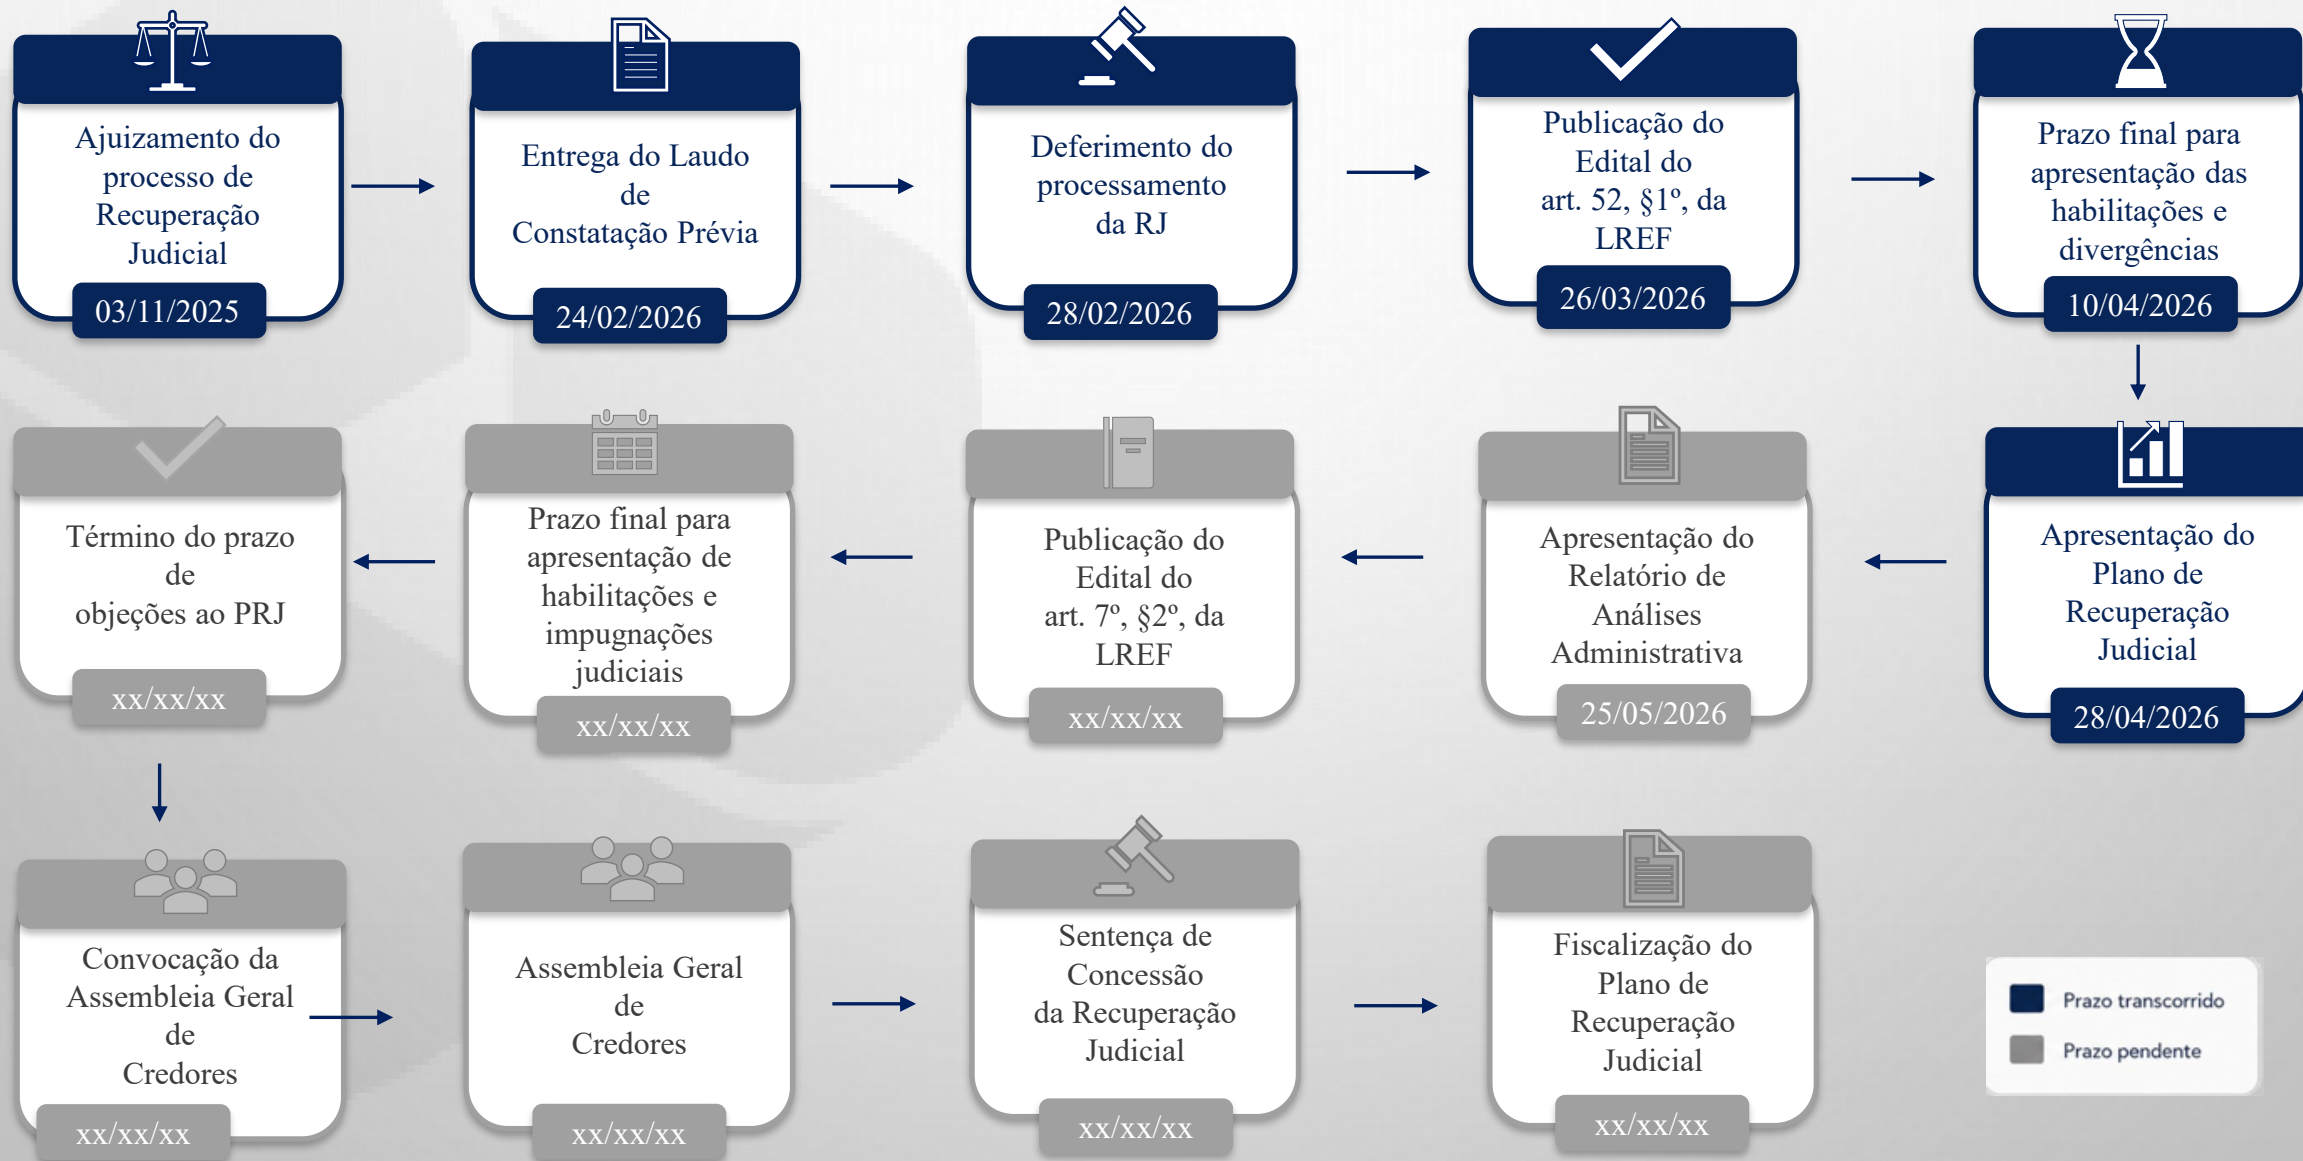 Ajuizamento do
processo de
Recuperação
Judicial
03/11/2025
Entrega do Laudo
de
Constatação Prévia
24/02/2026
Deferimento do
processamento
da RJ
28/02/2026
Publicação do
Edital do
art. 52, §1º, da
LREF
26/03/2026
Prazo final para
apresentação das
habilitações e
divergências
10/04/2026
Apresentação do
Plano de
Recuperação
Judicial
28/04/2026
Apresentação do
Relatório de
Análises
Administrativa
25/05/2026
Publicação do
Edital do
art. 7º, §2º, da
LREF
xx/xx/xx
Prazo final para
apresentação de
habilitações e
impugnações
judiciais
xx/xx/xx
Término do prazo
de
objeções ao PRJ
xx/xx/xx
Convocação da
Assembleia Geral
de
Credores
xx/xx/xx
Assembleia Geral
de
Credores
xx/xx/xx
Sentença de
Concessão
da Recuperação
Judicial
xx/xx/xx
Fiscalização do
Plano de
Recuperação
Judicial
xx/xx/xx
Prazo transcorrido
Prazo pendente